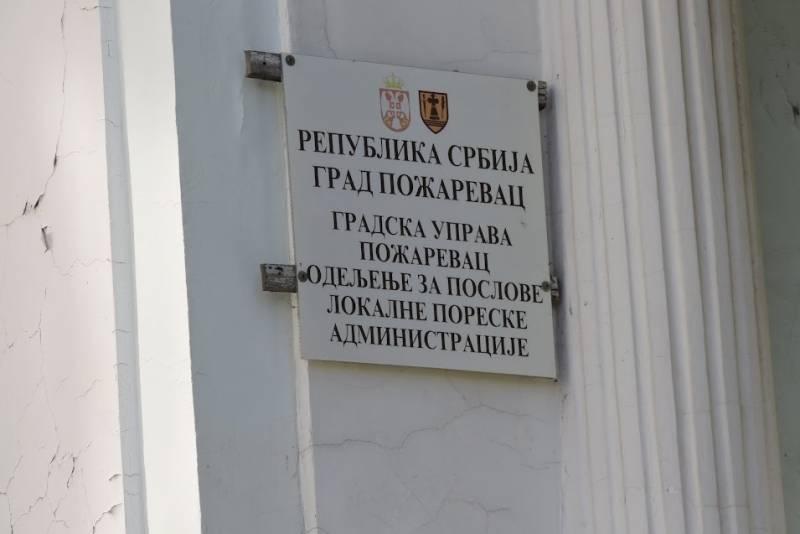 РЕПУБЛИКА СРБИЈА
ГРАД ПОЖАРЕВАЦ
ГРАДСКА УПРАВА
ПОЖАРЕВАЦ
ОДЕЉЕЊЕ ЗА ПОСЛОВЕ
ЛОКАЛНЕ ПОРЕСКЕ
АДМИНИСТРАЦИЈЕ